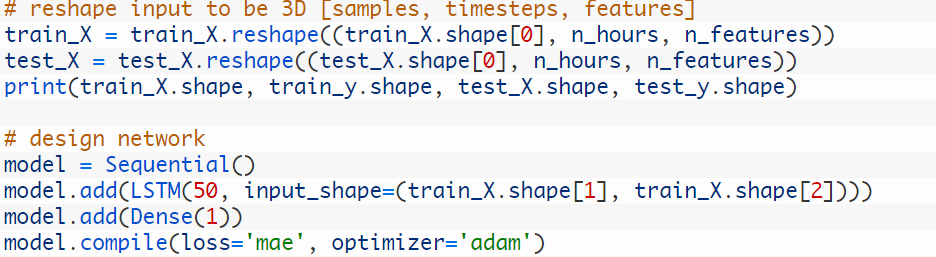 # reshape input to be 3D [samples, timesteps, features]
train_X = train_X.reshape((train_X.shape[0], n_hours, n_features))
test_X = test_X.reshape((test_X.shape[0], n_hours, n_features))
print(train_X.shape, train_y.shape, test_X.shape, test_y.shape)
# design network
model = Sequential()
model.add(LSTM(50, input_shape=(train_X.shape[1], train_X.shape[2])))
model.add(Dense(1))
model.compile(loss='mae', optimizer='adam')